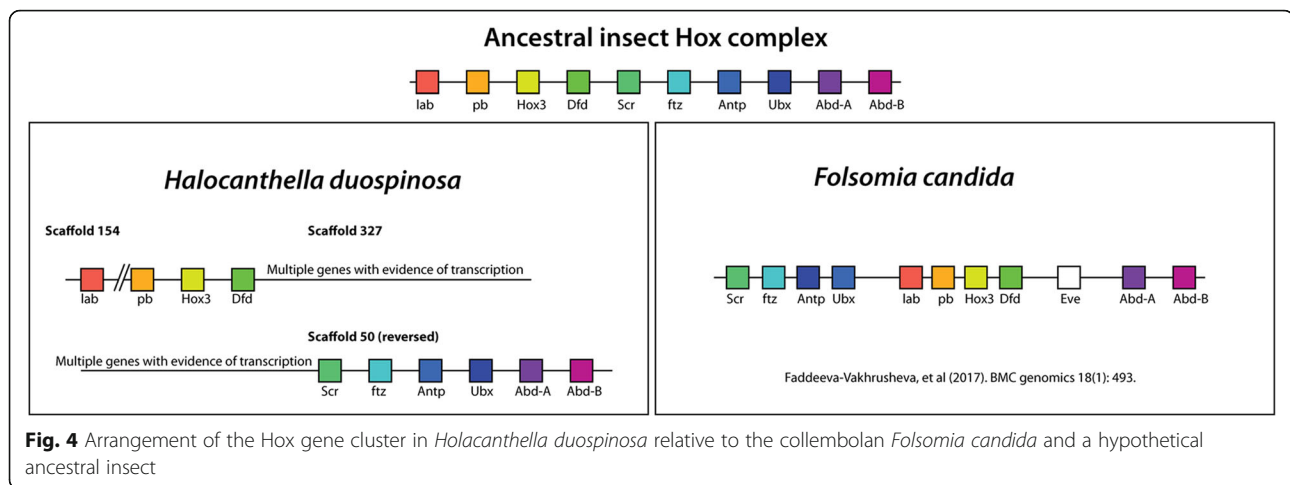 Ancestral insect Hox complex
lab pb Hox3 Dfd Scr ftz Antp Ubx Abd-A Abd-B
Halocanthella duospinosa
Scaffold 154 Scaffold 327
Multiple genes with evidence of transcription
lab pb Hox3 Dfd
Scaffold 50 (reversed)
Multiple genes with evidence of transcription
Scr ftz Antp Ubx Abd-A Abd-B
Folsomia candida
Scr ftz Antp Ubx lab pb Hox3 Dfd Eve Abd-A Abd-B
Faddeeva-Vakhrusheva, et al (2017). BMC genomics 18(1): 493.
Fig. 4 Arrangement of the Hox gene cluster in Holacanthella duospinosa relative to the collembolan Folsomia candida and a hypothetical
ancestral insect